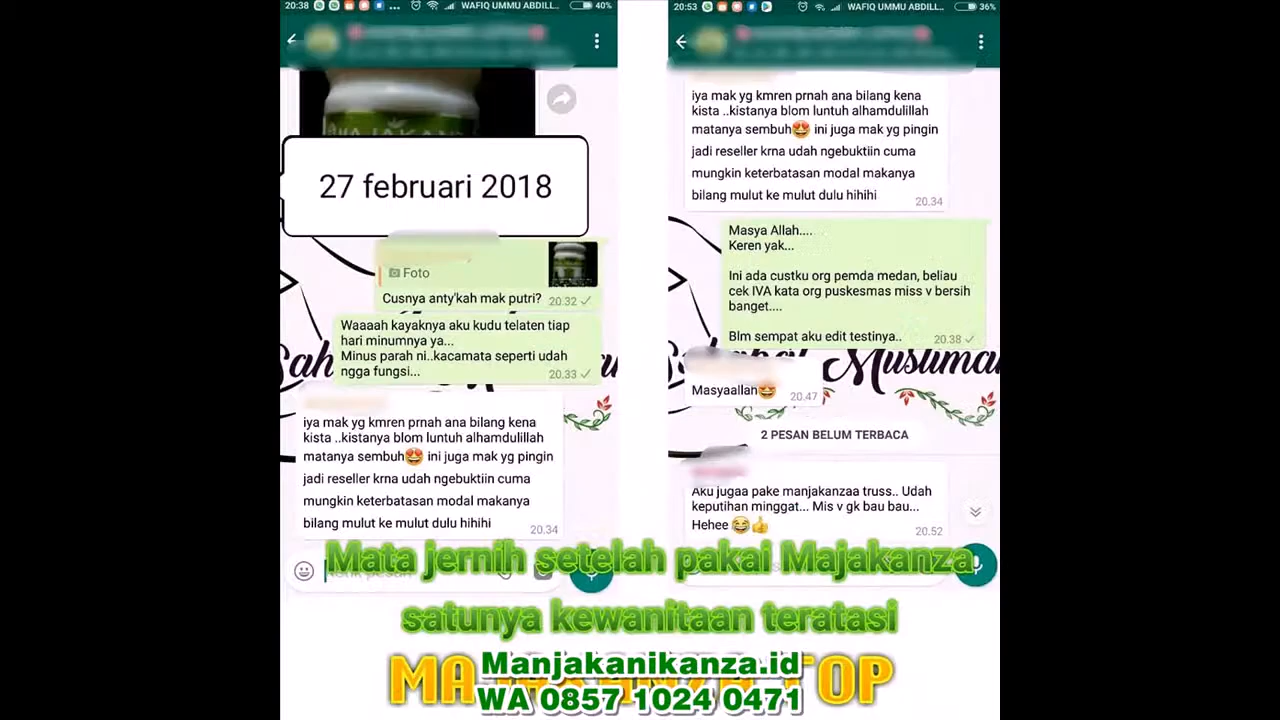 20:38
WAFIQ UMMU ABDILL...
40%
27 februari 2018
Foto
Cusnya anty'kah mak putri?
20.32
Waaaah kayaknya aku kudu telaten tiap
hari minumnya ya...
Minus parah ni..kacamata seperti udah
ngga fungsi...
20.33
iya mak yg kmren prnah ana bilang kena
kista ..kistanya blom luntuh alhamdulillah
matanya sembuh🤩 ini juga mak yg pingin
jadi reseller krna udah ngebuktiin cuma
mungkin keterbatasan modal makanya
bilang mulut ke mulut dulu hihihi
20.34
20:53
WAFIQ UMMU ABDILL...
36%
iya mak yg kmren prnah ana bilang kena
kista ..kistanya blom luntuh alhamdulillah
matanya sembuh🤩 ini juga mak yg pingin
jadi reseller krna udah ngebuktiin cuma
mungkin keterbatasan modal makanya
bilang mulut ke mulut dulu hihihi
20.34
Masya Allah....
Keren yak...
Ini ada custku org pemda medan, beliau
cek IVA kata org puskesmas miss v bersih
banget....
Blm sempat aku edit testinya..
20.38
Muslimah
Masyaallah🤩
20.47
2 PESAN BELUM TERBACA
Aku jugaa pake manjakanzaa truss.. Udah
keputihan minggat... Mis v gk bau bau...
Hehee 😂👍
20.52
Mata jernih setelah pakai Majakanza
satunya kewanitaan teratasi
Manjakanikanza.id
WA 0857 1024 0471